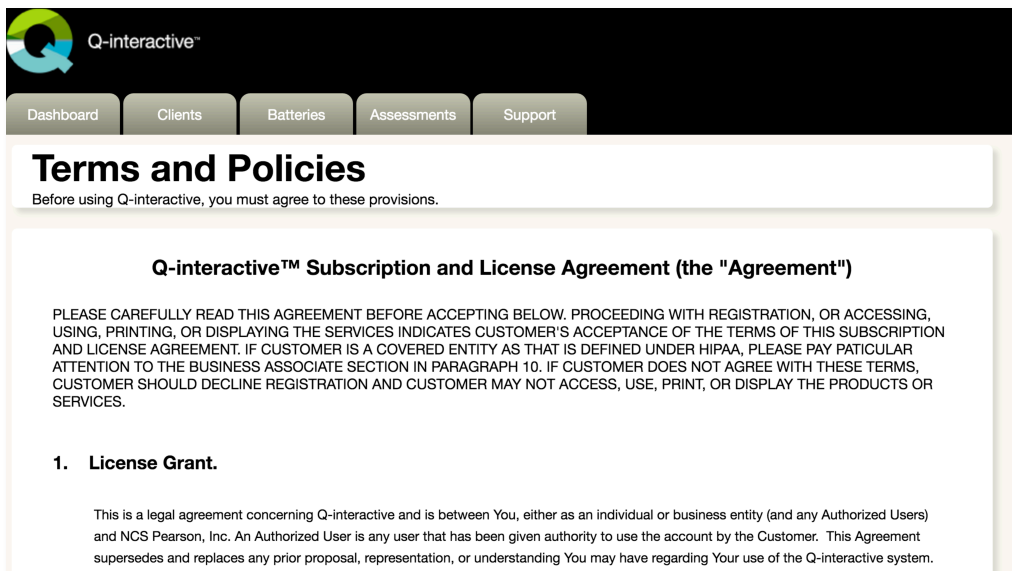 Q-interactive™
Dashboard
Clients
Batteries
Assessments
Support
Terms and Policies
Before using Q-interactive, you must agree to these provisions.
Q-interactive™ Subscription and License Agreement (the "Agreement")
PLEASE CAREFULLY READ THIS AGREEMENT BEFORE ACCEPTING BELOW. PROCEEDING WITH REGISTRATION, OR ACCESSING,
USING, PRINTING, OR DISPLAYING THE SERVICES INDICATES CUSTOMER'S ACCEPTANCE OF THE TERMS OF THIS SUBSCRIPTION
AND LICENSE AGREEMENT. IF CUSTOMER IS A COVERED ENTITY AS THAT IS DEFINED UNDER HIPAA, PLEASE PAY PATICULAR
ATTENTION TO THE BUSINESS ASSOCIATE SECTION IN PARAGRAPH 10. IF CUSTOMER DOES NOT AGREE WITH THESE TERMS,
CUSTOMER SHOULD DECLINE REGISTRATION AND CUSTOMER MAY NOT ACCESS, USE, PRINT, OR DISPLAY THE PRODUCTS OR
SERVICES.
1. License Grant.
This is a legal agreement concerning Q-interactive and is between You, either as an individual or business entity (and any Authorized Users)
and NCS Pearson, Inc. An Authorized User is any user that has been given authority to use the account by the Customer. This Agreement
supersedes and replaces any prior proposal, representation, or understanding You may have regarding Your use of the Q-interactive system.